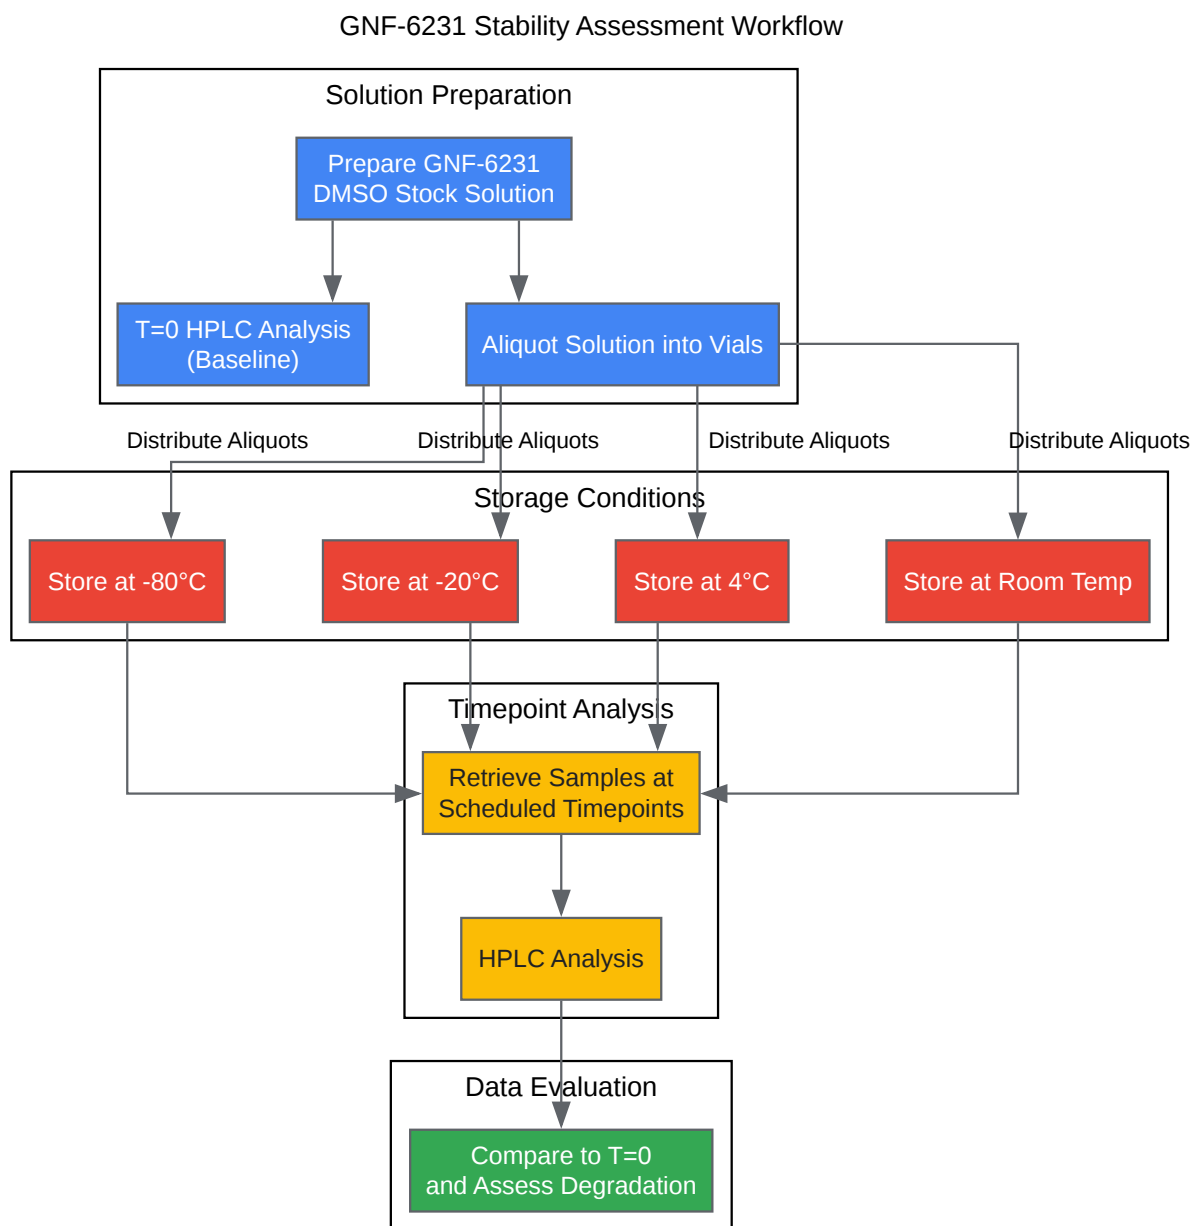 GNF-6231 Stability Assessment Workflow
Solution Preparation
Prepare GNF-6231
DMSO Stock Solution
T=0 HPLC Analysis
(Baseline)
Aliquot Solution into Vials
Distribute Aliquots
Distribute Aliquots
Distribute Aliquots
Distribute Aliquots
Storage Conditions
Store at -80°C
Store at -20°C
Store at 4°C
Store at Room Temp
Timepoint Analysis
Retrieve Samples at
Scheduled Timepoints
HPLC Analysis
Data Evaluation
Compare to T=0
and Assess Degradation